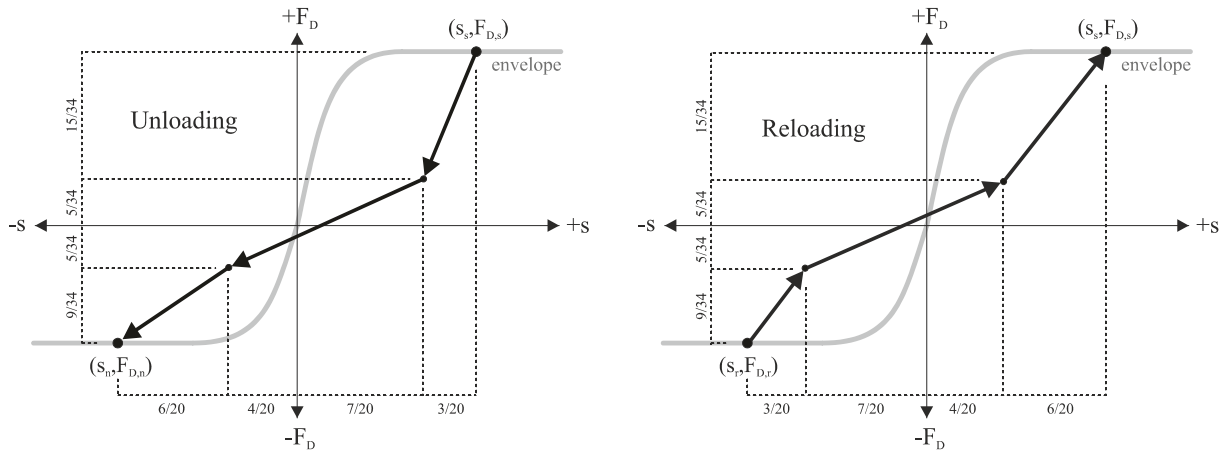 +F_D
(s_s,F_D,s)
envelope
Unloading
15/34
5/34
5/34
9/34
-s
+s
(s_n,F_D,n)
6/20
4/20
7/20
3/20
-F_D
+F_D
(s_s,F_D,s)
envelope
Reloading
15/34
5/34
5/34
9/34
-s
+s
(s_r,F_D,r)
3/20
7/20
4/20
6/20
-F_D